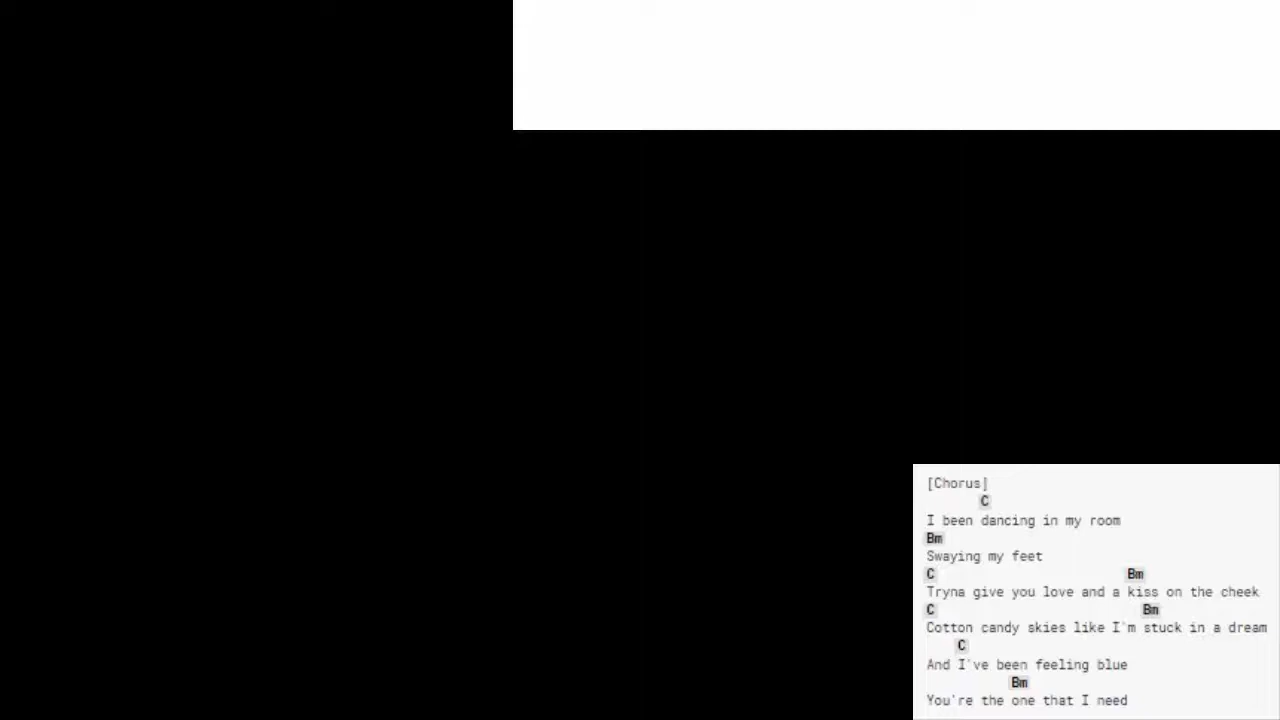 [Chorus]
C
I been dancing in my room
Bm
Swaying my feet
C Bm
Tryna give you love and a kiss on the cheek
C Bm
Cotton candy skies like I'm stuck in a dream
C
And I've been feeling blue
Bm
You're the one that I need